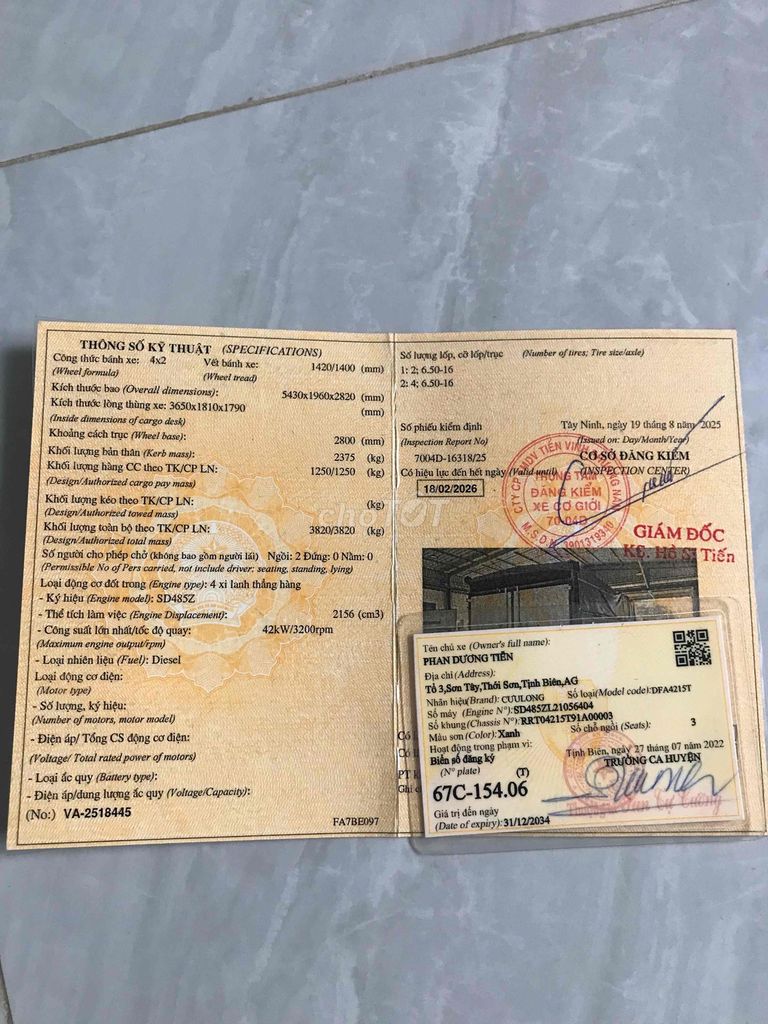 THÔNG SỐ KỸ THUẬT (SPECIFICATIONS)
Công thức bánh xe: 4x2 Vết bánh xe: 1420/1400 (mm)
(Wheel formula) (Wheel tread)
Kích thước bao (Overall dimensions): 5430x1960x2820 (mm)
Kích thước lòng thùng xe: 3650x1810x1790 (mm)
(Inside dimensions of cargo desk)
Khoảng cách trục (Wheel base): 2800 (mm)
Khối lượng bản thân (Kerb mass) 2375 (kg)
Khối lượng hàng CC theo TK/CP LN: 1250/1250 (kg)
(Design/Authorized cargo pay mass)
Khối lượng kéo theo TK/CP LN: (kg)
(Design/Authorized towed mass)
Khối lượng toàn bộ theo TK/CP LN: 3820/3820 (kg)
(Design/Authorized total mass)
Số người cho phép chở (không bao gồm người lái) Ngồi: 2 Đứng: 0 Nằm: 0
(Permissible No of Pers carried, not include driver: seating, standing, lying)
Loại động cơ đốt trong (Engine type): 4 xi lanh thẳng hàng
- Ký hiệu (Engine model): SD485Z
- Thể tích làm việc (Engine Displacement): 2156 (cm3)
- Công suất lớn nhất/tốc độ quay: 42kW/3200rpm
(Maximum engine output/rpm)
- Loại nhiên liệu (Fuel): Diesel
Loại động cơ điện:
(Motor type)
- Số lượng, ký hiệu:
(Number of motors, motor model)
- Điện áp/ Tổng CS động cơ điện:
(Voltage/ Total rated power of motors)
- Loại ắc quy (Battery type):
- Điện áp/dung lượng ắc quy (Voltage/Capacity):
(No:) VA-2518445
FA7BE097
Số lượng lốp, cỡ lốp/trục (Number of tires; Tire size/axle)
1: 2; 6.50-16
2: 4; 6.50-16
Số phiếu kiểm định Tây Ninh, ngày 19 tháng 8 năm 2025
(Inspection Report No) (Issued on: Day/Month/Year)
7004D-16318/25 CƠ SỞ ĐĂNG KIỂM
Có hiệu lực đến hết ngày (Valid until) (INSPECTION CENTER)
18/02/2026
TRUNG TÂM
ĐĂNG KIỂM
XE CƠ GIỚI
70-04D
GIÁM ĐỐC
KS. Hồ Sĩ Tiến
chợTỐT
Tên chủ xe (Owner's full name):
PHAN DƯƠNG TIỀN
Địa chỉ (Address):
Tổ 3,Sơn Tây,Thới Sơn,Tịnh Biên,AG
Nhãn hiệu(Brand): CUULONG Số loại(Model code):DFA4215T
Số máy (Engine N°):SD485ZL21056404
Số khung(Chassis N°):RRT04215T91A00003
Màu sơn (Color): Xanh Số chỗ ngồi (Seats): 3
Hoạt động trong phạm vi: Tịnh Biên, ngày 27 tháng 07 năm 2022
Biển số đăng ký TRƯỞNG CA HUYỆN
(N° plate) (T)
67C-154.06
Giá trị đến ngày
(Date of expiry):31/12/2034